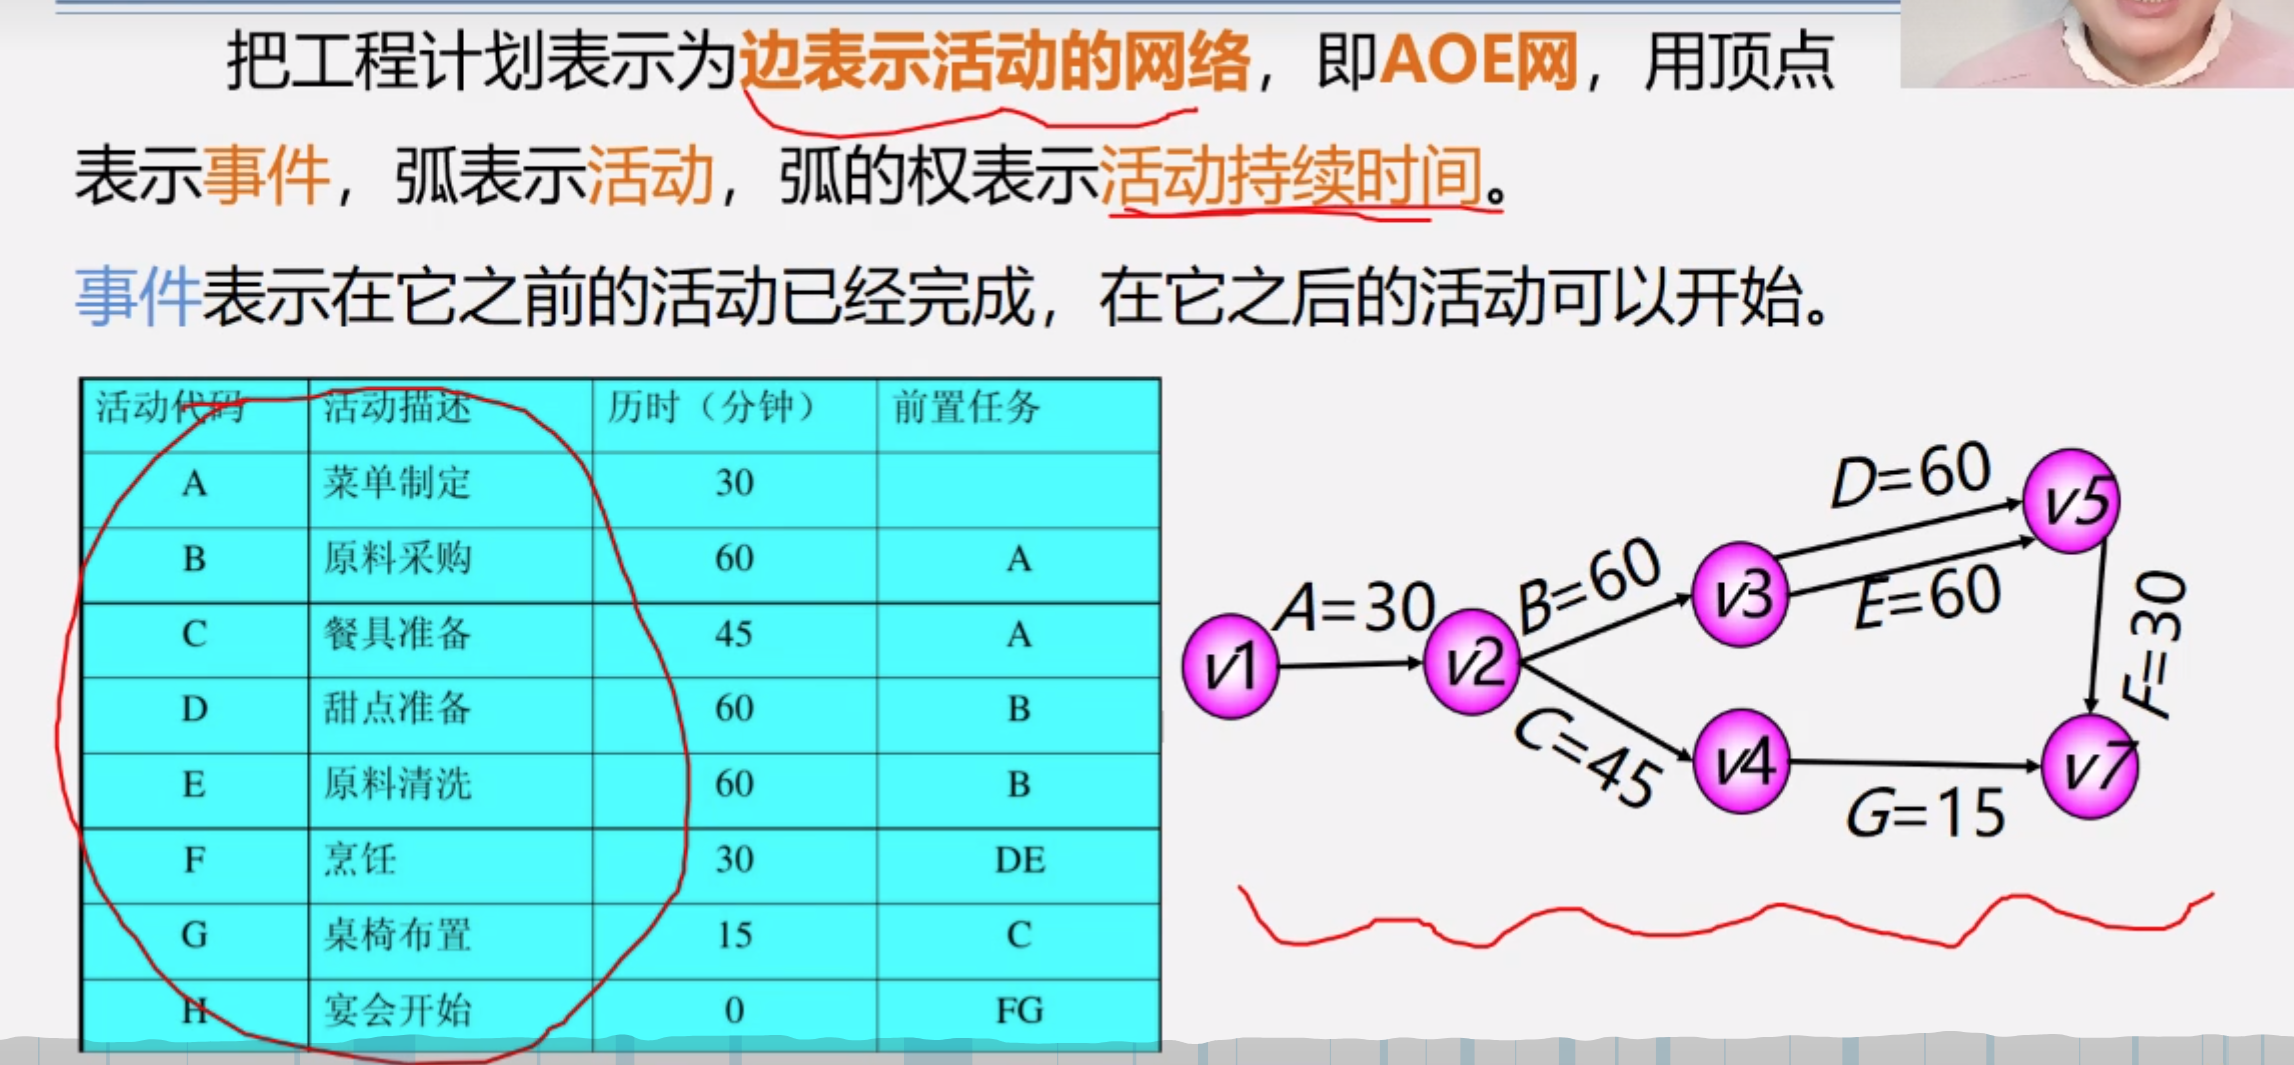 把工程计划表示为边表示活动的网络，即AOE网，用顶点
表示事件，弧表示活动，弧的权表示活动持续时间。
事件表示在它之前的活动已经完成，在它之后的活动可以开始。
活动代码 活动描述 历时（分钟） 前置任务
A 菜单制定 30
B 原料采购 60 A
C 餐具准备 45 A
D 甜点准备 60 B
E 原料清洗 60 B
F 烹饪 30 DE
G 桌椅布置 15 C
H 宴会开始 0 FG
D=60
v5
B=60
v3
E=60
A=30
F=30
v1
v2
C=45
v4
v7
G=15